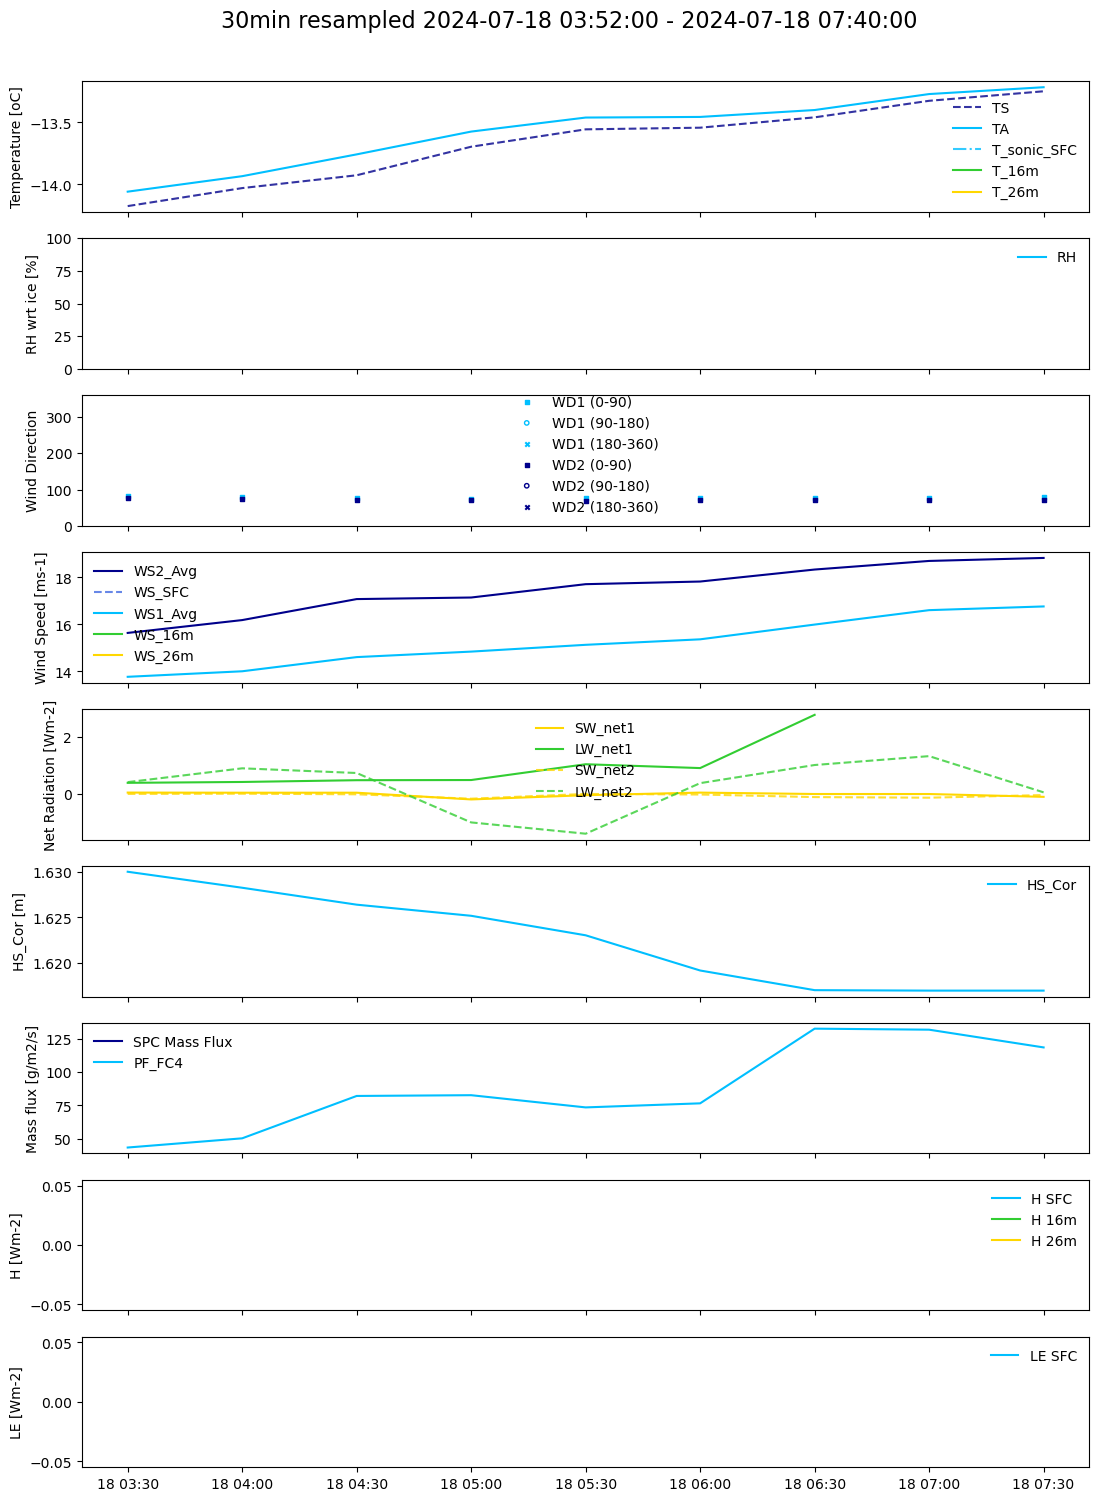 30min resampled 2024-07-18 03:52:00 - 2024-07-18 07:40:00
Temperature [oC]
−13.5
−14.0
TS
TA
T_sonic_SFC
T_16m
T_26m
RH wrt ice [%]
100
75
50
25
0
RH
Wind Direction
300
200
100
0
WD1 (0-90)
WD1 (90-180)
WD1 (180-360)
WD2 (0-90)
WD2 (90-180)
WD2 (180-360)
Wind Speed [ms-1]
18
16
14
WS2_Avg
WS_SFC
WS1_Avg
WS_16m
WS_26m
Net Radiation [Wm-2]
2
0
SW_net1
LW_net1
SW_net2
LW_net2
HS_Cor [m]
1.630
1.625
1.620
HS_Cor
Mass flux [g/m2/s]
125
100
75
50
SPC Mass Flux
PF_FC4
H [Wm-2]
0.05
0.00
−0.05
H SFC
H 16m
H 26m
LE [Wm-2]
0.05
0.00
−0.05
LE SFC
18 03:30 18 04:00 18 04:30 18 05:00 18 05:30 18 06:00 18 06:30 18 07:00 18 07:30